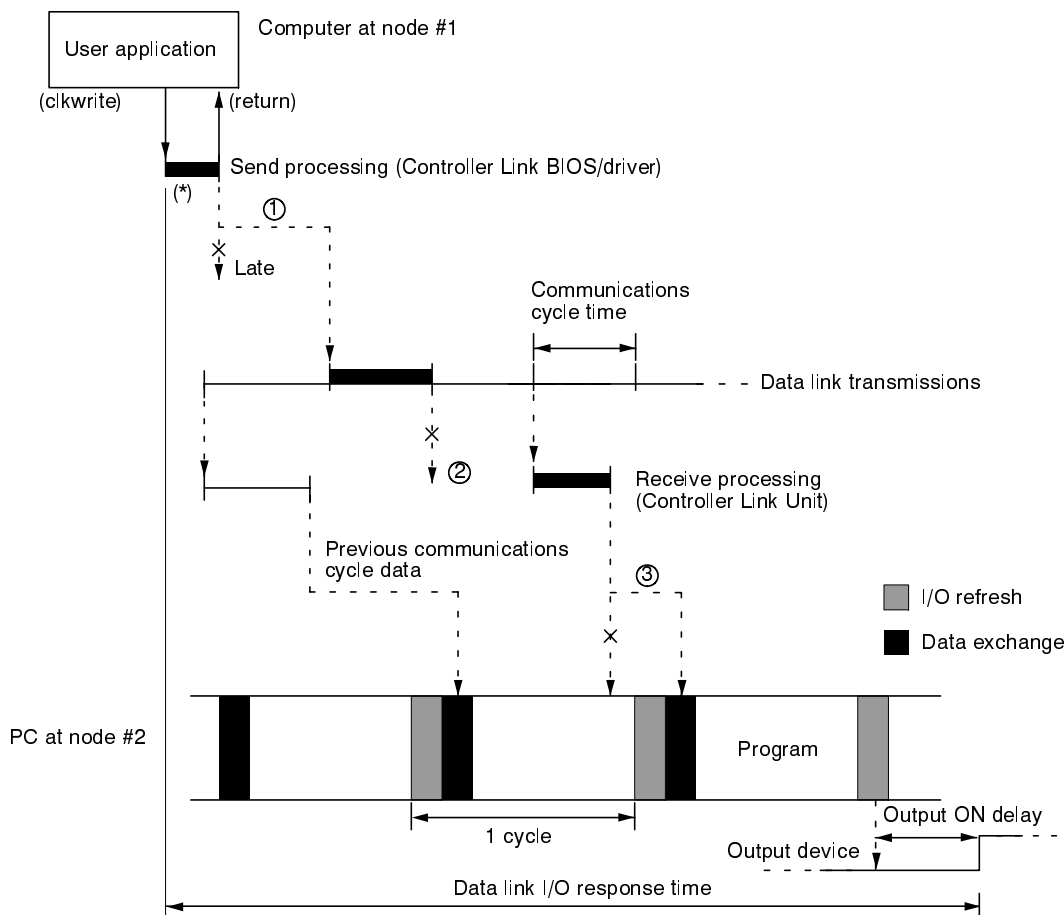 Computer at node #1
User application
(clkwrite)
(return)
Send processing (Controller Link BIOS/driver)
(*)
①
Late
Communications
cycle time
Data link transmissions
②
Receive processing
(Controller Link Unit)
Previous communications
cycle data
③
I/O refresh
Data exchange
PC at node #2
Program
1 cycle
Output ON delay
Output device
Data link I/O response time